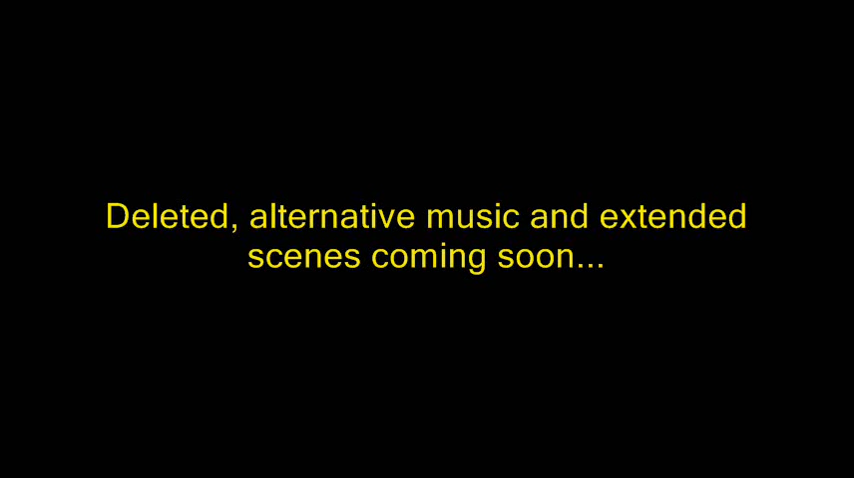 Deleted, alternative music and extended
scenes coming soon...